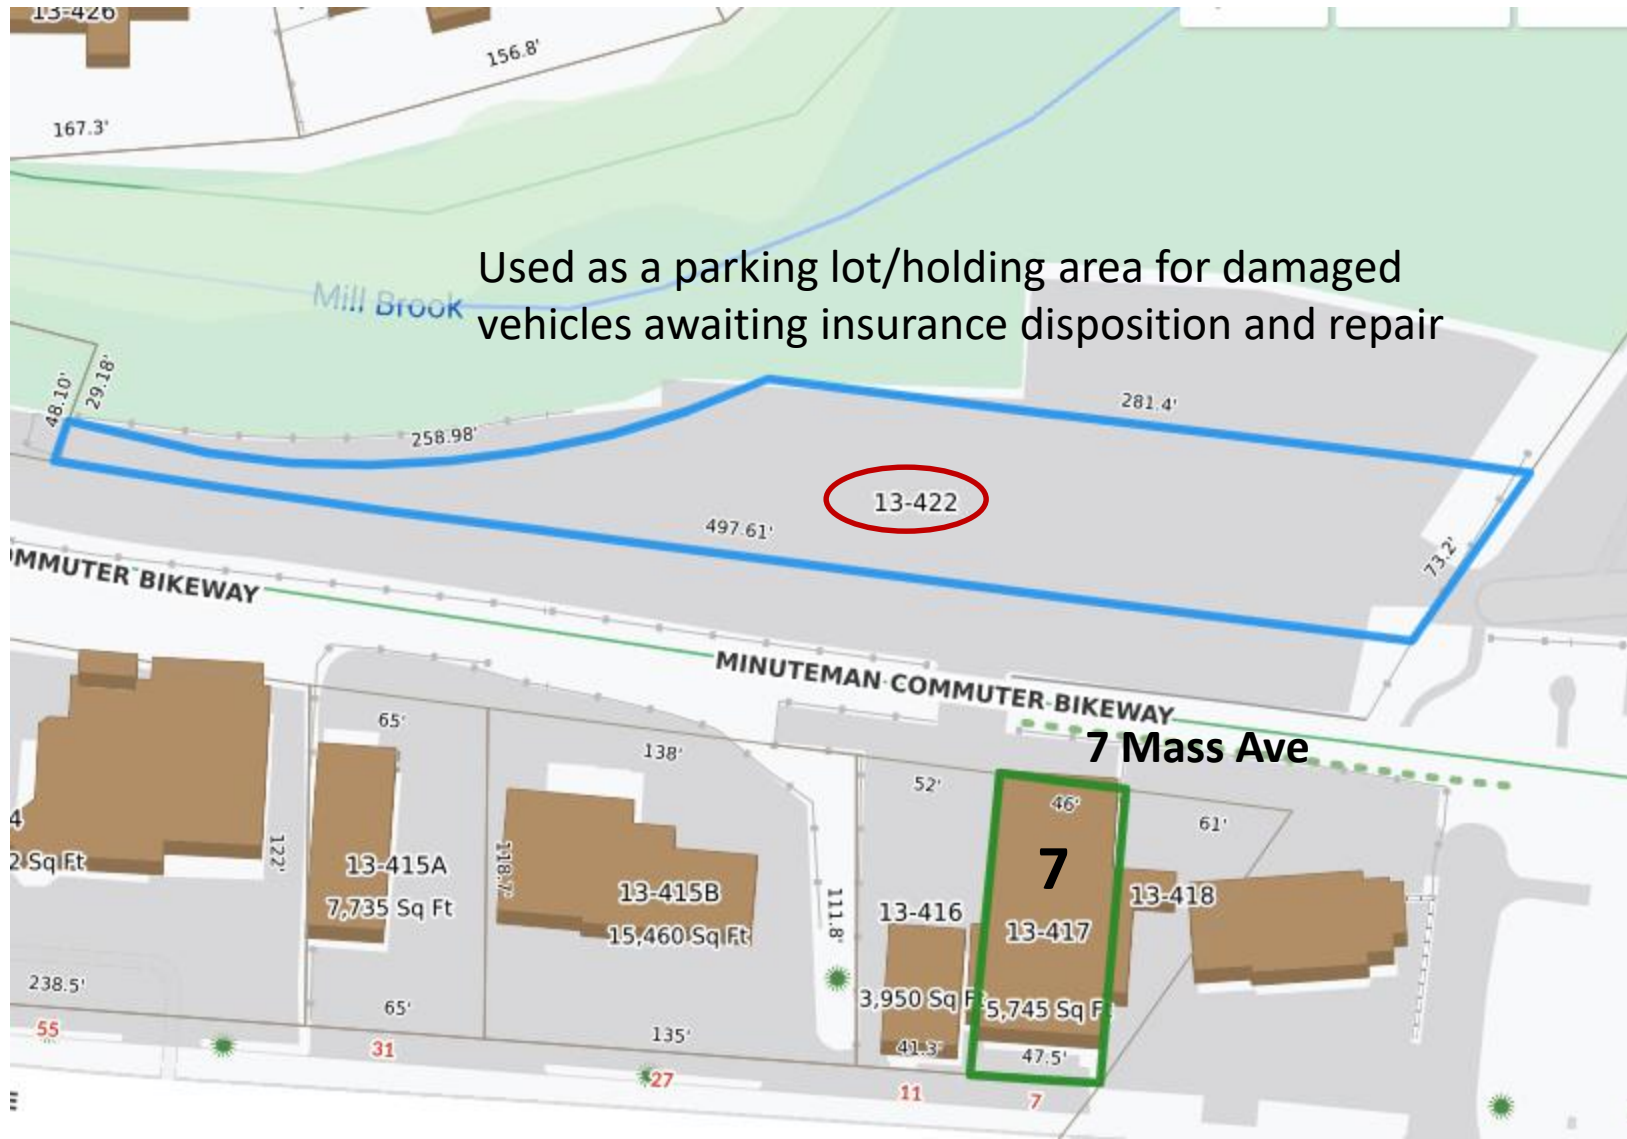 13-426
156.8'
167.3'
Used as a parking lot/holding area for damaged
vehicles awaiting insurance disposition and repair
Mill Brook
48.10'
29.18'
258.98'
281.4'
13-422
497.61'
73.2'
OMMUTER BIKEWAY
MINUTEMAN COMMUTER BIKEWAY
7 Mass Ave
65'
138'
52'
46'
61'
4
2 Sq Ft
122'
13-415A
7,735 Sq Ft
118.7'
13-415B
15,460 Sq Ft
111.8'
13-416
3,950 Sq F
7
13-417
5,745 Sq Ft
13-418
238.5'
65'
135'
41.3'
47.5'
55
31
27
11
7
E